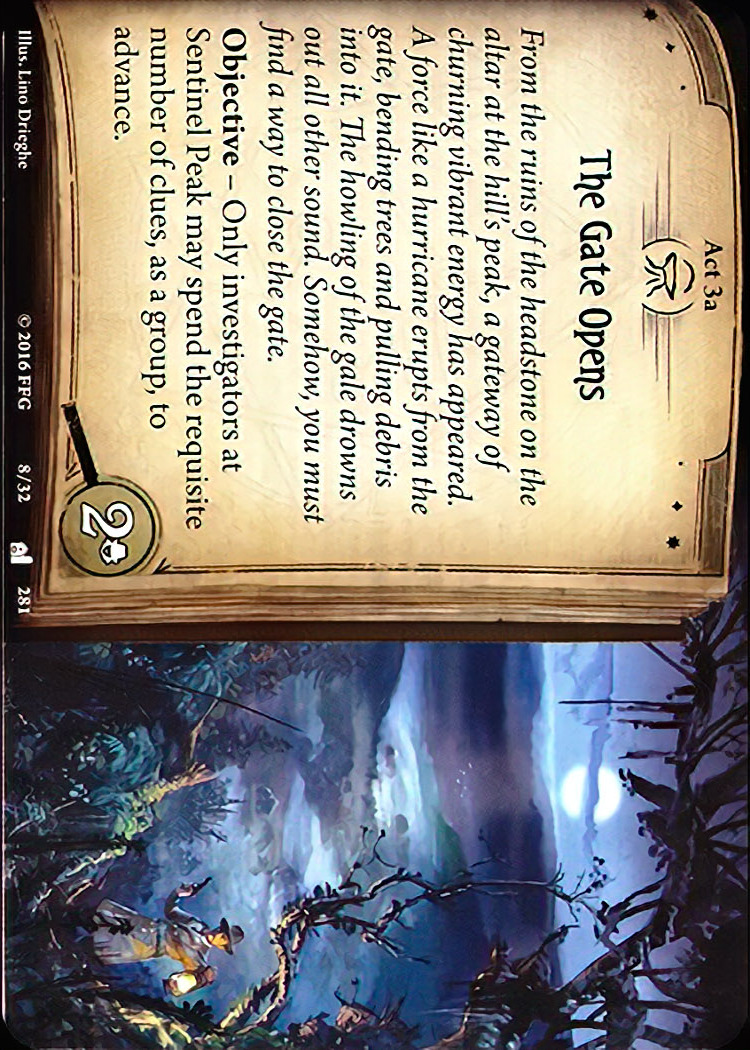 Act 3a
The Gate Opens
From the ruins of the headstone on the
altar at the hill's peak, a gateway of
churning vibrant energy has appeared.
A force like a hurricane erupts from the
gate, bending trees and pulling debris
into it. The howling of the gale drowns
out all other sound. Somehow, you must
find a way to close the gate.
Objective – Only investigators at
Sentinel Peak may spend the requisite
number of clues, as a group, to
advance.
2
Illus. Lino Drieghe © 2016 FFG 8/32 281